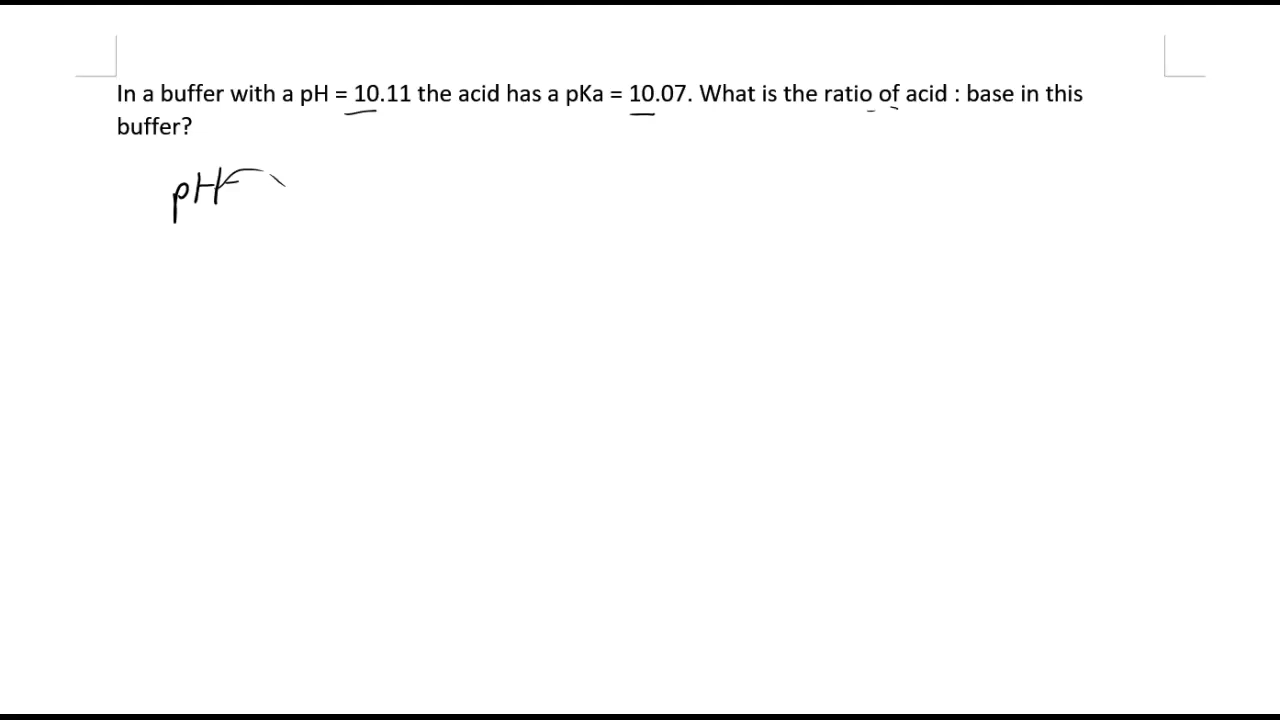 In a buffer with a pH = 10.11 the acid has a pKa = 10.07. What is the ratio of acid : base in this
buffer?
pH